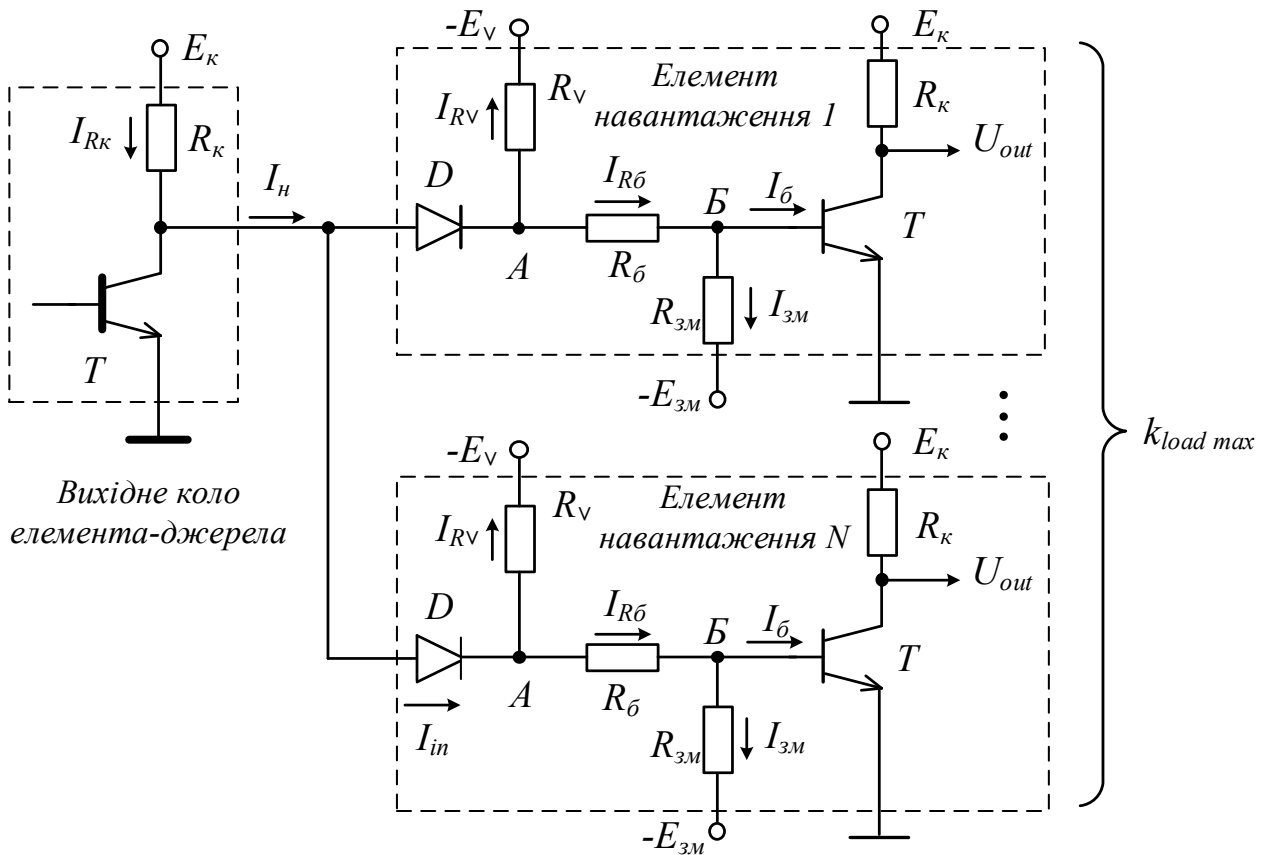 E_к
I_Rк
R_к
I_н
T
Вихідне коло
елемента-джерела
-E_∨
I_R∨
R_∨
Елемент
навантаження 1
E_к
R_к
U_out
D
A
I_Rб
R_б
Б
I_б
T
R_зм
I_зм
-E_зм
k_load max
-E_∨
I_R∨
R_∨
Елемент
навантаження N
E_к
R_к
U_out
D
A
I_in
I_Rб
R_б
Б
I_б
T
R_зм
I_зм
-E_зм